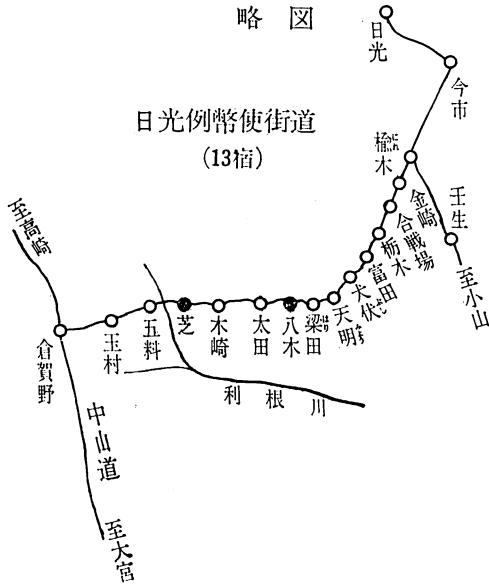 略図
日光例幣使街道
(13宿)
日光
今市
楡木
金崎
合戦場
栃木
富田
犬伏
天明
梁田
八木
太田
木崎
芝
五料
玉村
倉賀野
壬生
至小山
至高崎
中山道
至大宮
利根川